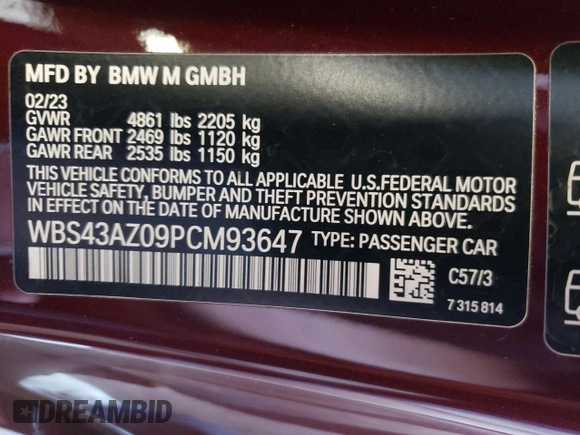 MFD BY BMW M GMBH
02/23
GVWR 4861 lbs 2205 kg
GAWR FRONT 2469 lbs 1120 kg
GAWR REAR 2535 lbs 1150 kg
THIS VEHICLE CONFORMS TO ALL APPLICABLE U.S.FEDERAL MOTOR
VEHICLE SAFETY, BUMPER AND THEFT PREVENTION STANDARDS
IN EFFECT ON THE DATE OF MANUFACTURE SHOWN ABOVE.
WBS43AZ09PCM93647 TYPE: PASSENGER CAR
C57/3
7 315 814
DREAMBID